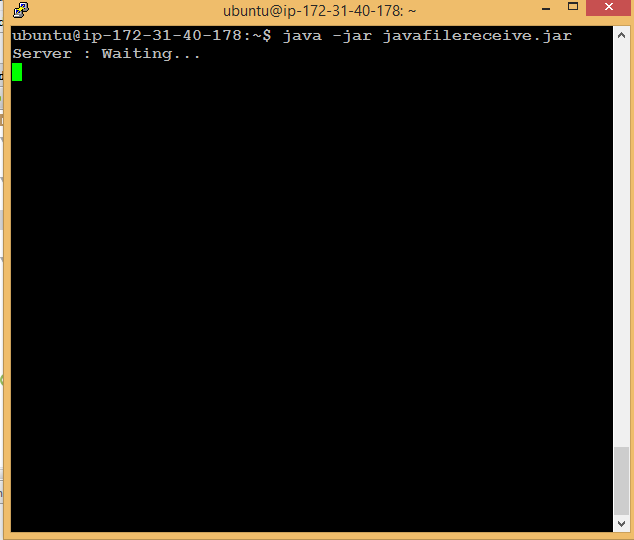 ubuntu@ip-172-31-40-178: ~
ubuntu@ip-172-31-40-178:~$ java -jar javafilereceive.jar
Server : Waiting...